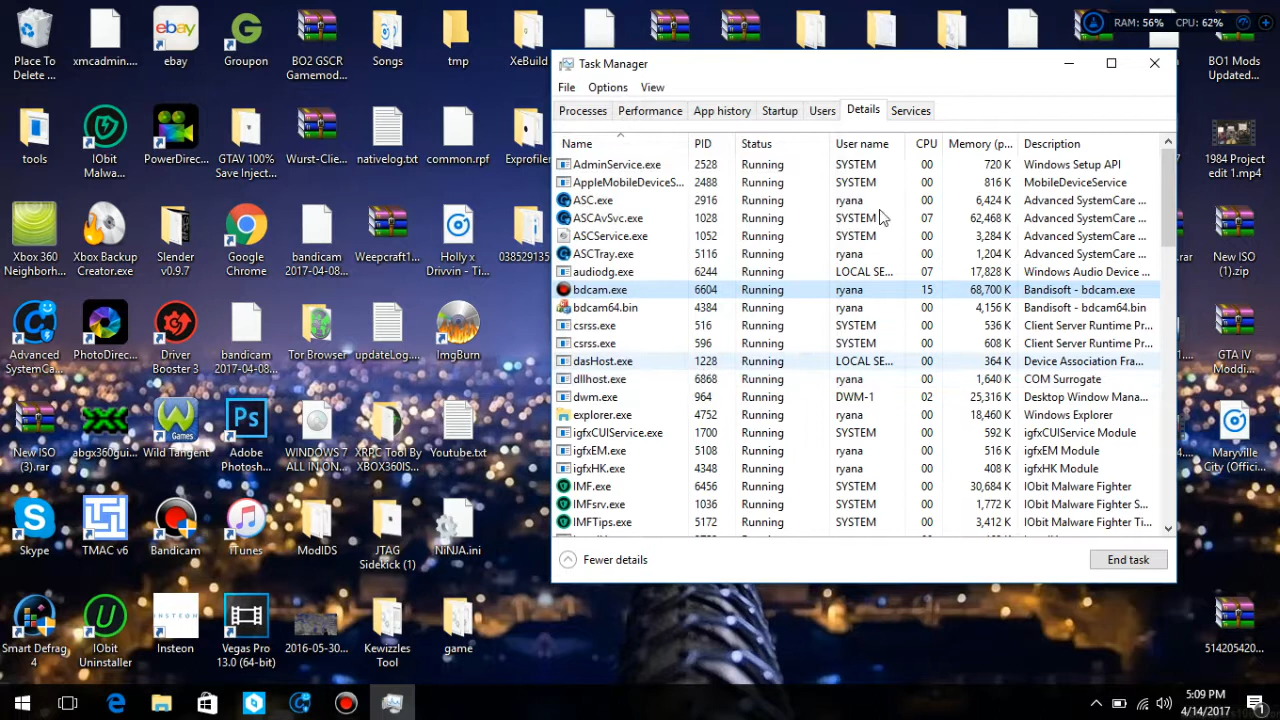 RAM: 56% CPU: 62%
Place To
Delete ...
xmcadmin....
ebay
Groupon
BO2 GSCR
Gamemod...
Songs
tmp
XeBuild
BO1 Mods
Updated...
tools
IObit
Malwa...
PowerDirec...
GTAV 100%
Save Inject...
Wurst-Clie...
nativelog.txt
common.rpf
Exprofiler
1984 Project
edit 1.mp4
Xbox 360
Neighborh...
Xbox Backup
Creator.exe
Slender
v0.9.7
Google
Chrome
bandicam
2017-04-08...
Weepcraft1...
Holly x
Drivvin - Ti...
038529135
New ISO
(1).zip
Advanced
SystemCa...
PhotoDirec...
Driver
Booster 3
bandicam
2017-04-08...
Tor Browser
updateLog....
ImgBurn
GTA IV
Moddi...
New ISO
(3).rar
abgx360gui...
Wild Tangent
Adobe
Photosh...
WINDOWS 7
ALL IN ON...
XRPC Tool By
XBOX360IS...
Youtube.txt
Maryville
City (Offici...
Skype
TMAC v6
Bandicam
iTunes
ModIDS
JTAG
Sidekick (1)
NiNJA.ini
Smart Defrag
4
IObit
Uninstaller
INSTEON
Insteon
Vegas Pro
13.0 (64-bit)
2016-05-30...
Kewizzles
Tool
game
514205420...
Task Manager
File Options View
Processes Performance App history Startup Users Details Services
Name PID Status User name CPU Memory (p... Description
AdminService.exe 2528 Running SYSTEM 00 720 K Windows Setup API
AppleMobileDeviceS... 2488 Running SYSTEM 00 816 K MobileDeviceService
ASC.exe 2916 Running ryana 00 6,424 K Advanced SystemCare ...
ASCAvSvc.exe 1028 Running SYSTEM 07 62,468 K Advanced SystemCare ...
ASCService.exe 1052 Running SYSTEM 00 3,284 K Advanced SystemCare ...
ASCTray.exe 5116 Running ryana 00 1,204 K Advanced SystemCare ...
audiodg.exe 6244 Running LOCAL SE... 07 17,828 K Windows Audio Device ...
bdcam.exe 6604 Running ryana 15 68,700 K Bandisoft - bdcam.exe
bdcam64.bin 4384 Running ryana 00 4,156 K Bandisoft - bdcam64.bin
csrss.exe 516 Running SYSTEM 00 536 K Client Server Runtime Pr...
csrss.exe 596 Running SYSTEM 00 608 K Client Server Runtime Pr...
dasHost.exe 1228 Running LOCAL SE... 00 364 K Device Association Fra...
dllhost.exe 6868 Running ryana 00 1,640 K COM Surrogate
dwm.exe 964 Running DWM-1 02 25,316 K Desktop Window Mana...
explorer.exe 4752 Running ryana 00 18,460 K Windows Explorer
igfxCUIService.exe 1700 Running SYSTEM 00 592 K igfxCUIService Module
igfxEM.exe 5108 Running ryana 00 516 K igfxEM Module
igfxHK.exe 4348 Running ryana 00 408 K igfxHK Module
IMF.exe 6456 Running SYSTEM 00 30,684 K IObit Malware Fighter
IMFsrv.exe 1036 Running SYSTEM 00 1,772 K IObit Malware Fighter S...
IMFTips.exe 5172 Running SYSTEM 00 3,412 K IObit Malware Fighter Ti...
Fewer details
End task
5:09 PM
4/14/2017